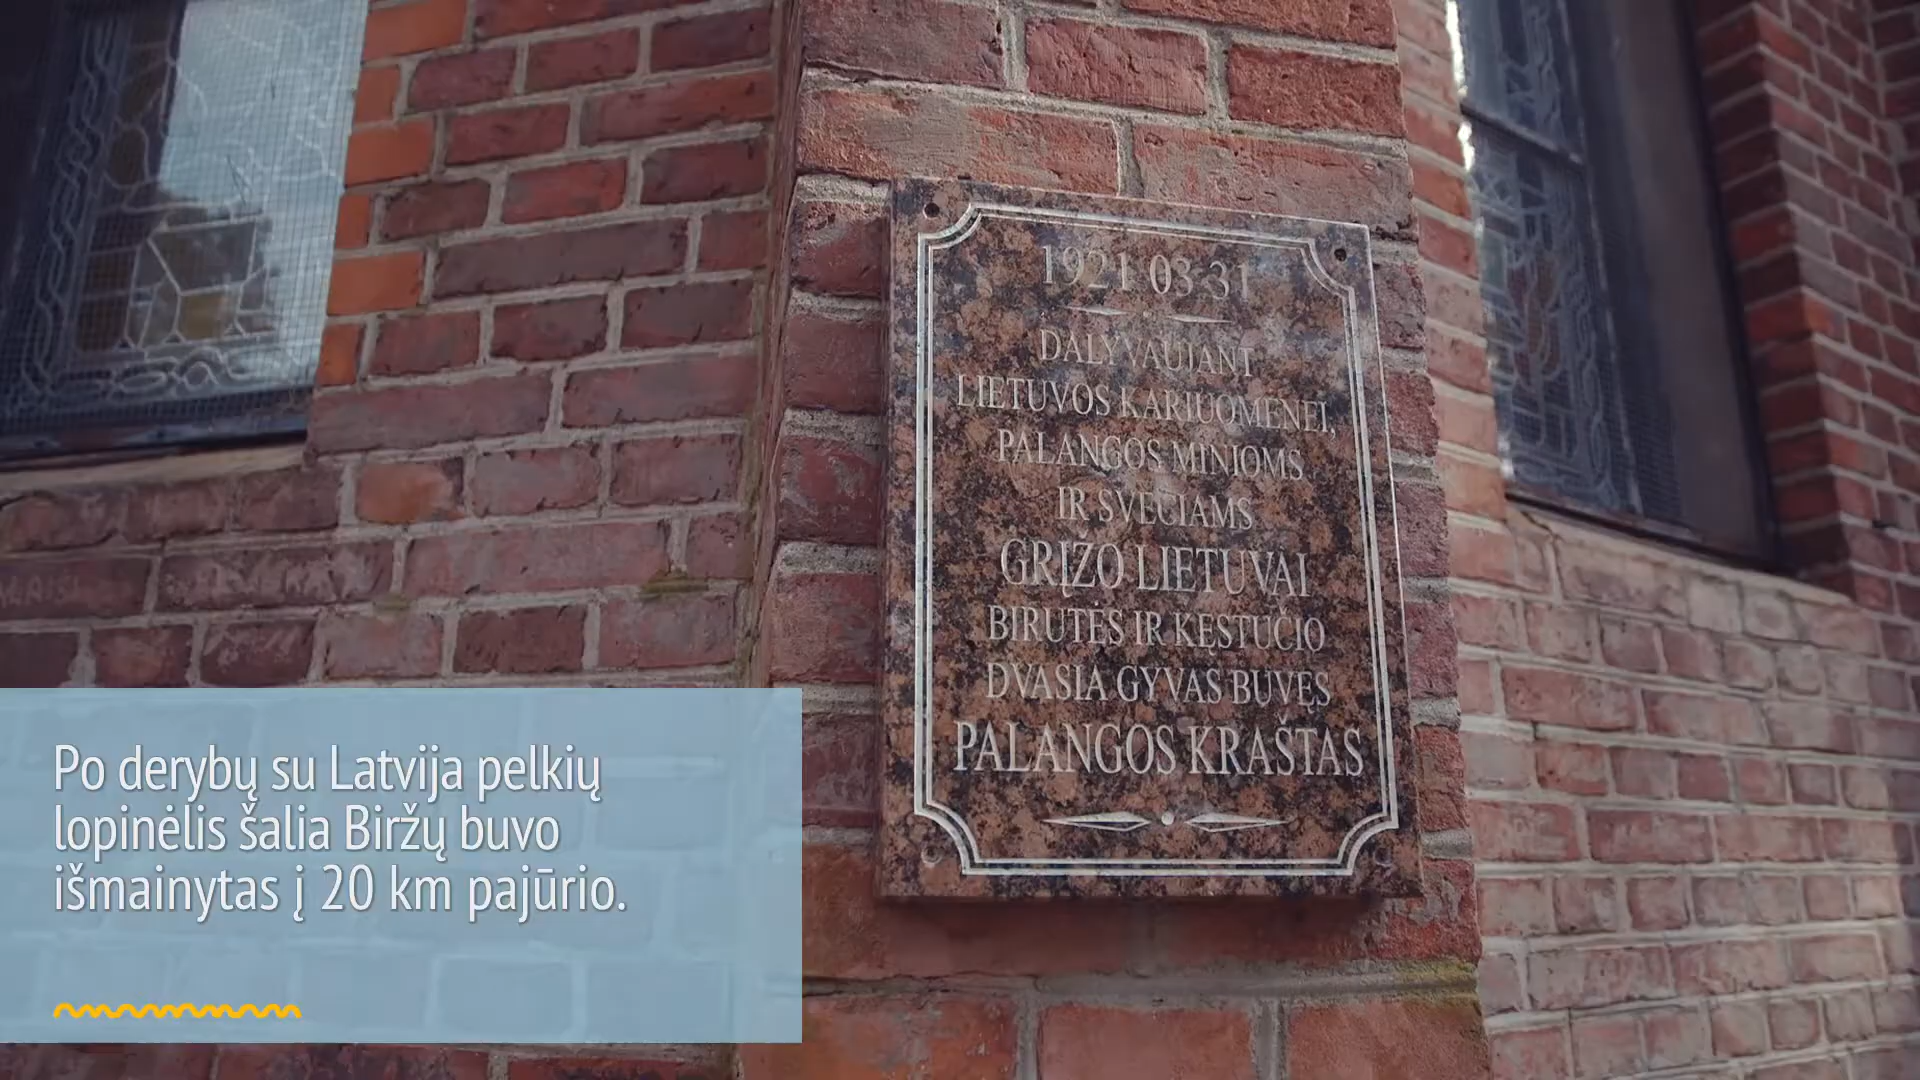 1921 03-31
DALYVAUJANT
LIETUVOS KARIUOMENEI,
PALANGOS MINIOMS
IR SVEČIAMS
GRĮŽO LIETUVAI
BIRUTĖS IR KĘSTUČIO
DVASIA GYVAS BUVĘS
PALANGOS KRAŠTAS
Po derybų su Latvija pelkių
lopinėlis šalia Biržų buvo
išmainytas į 20 km pajūrio.